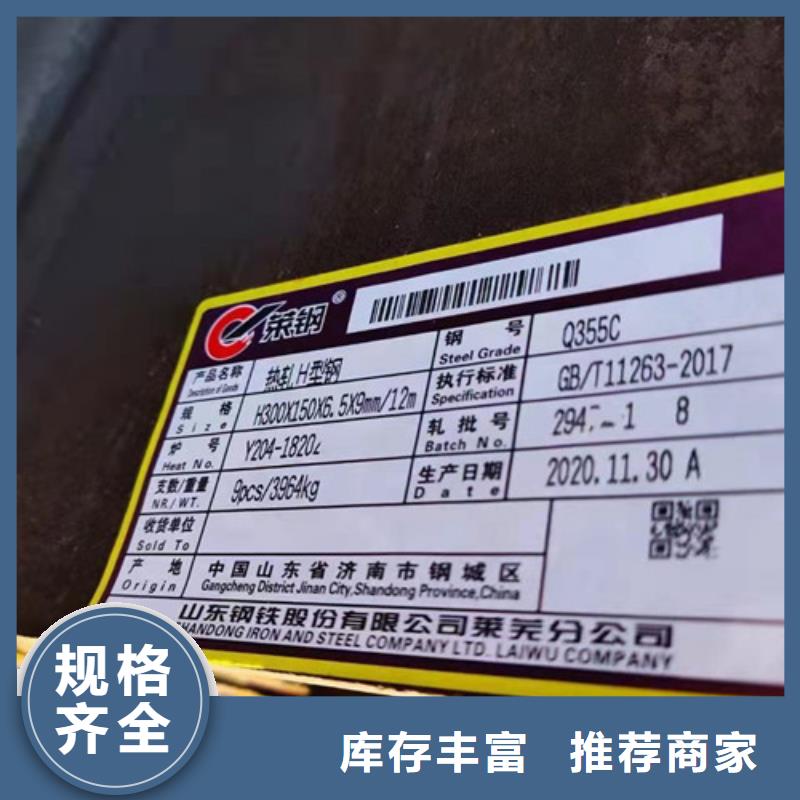 莱钢®
钢号 Q355C
Steel Grade
产品名称 热轧H型钢
Description of Goods
执行标准 GB/T11263-2017
Specification
规格 H300X150X6.5X9mm/12m
Size
轧批号
Batch No.
炉号 Y204-1820
Heat No.
生产日期 2020.11.30 A
Date
支数/重量 9pcs/3964kg
NR/WT.
收货单位
Sold To
产地 中国山东省济南市钢城区
Origin Gangcheng District Jinan City,Shandong Province,China
山东钢铁股份有限公司莱芜分公司
SHANDONG IRON AND STEEL COMPANY LTD. LAIWU COMPANY
规格
齐全
库存丰富 推荐商家